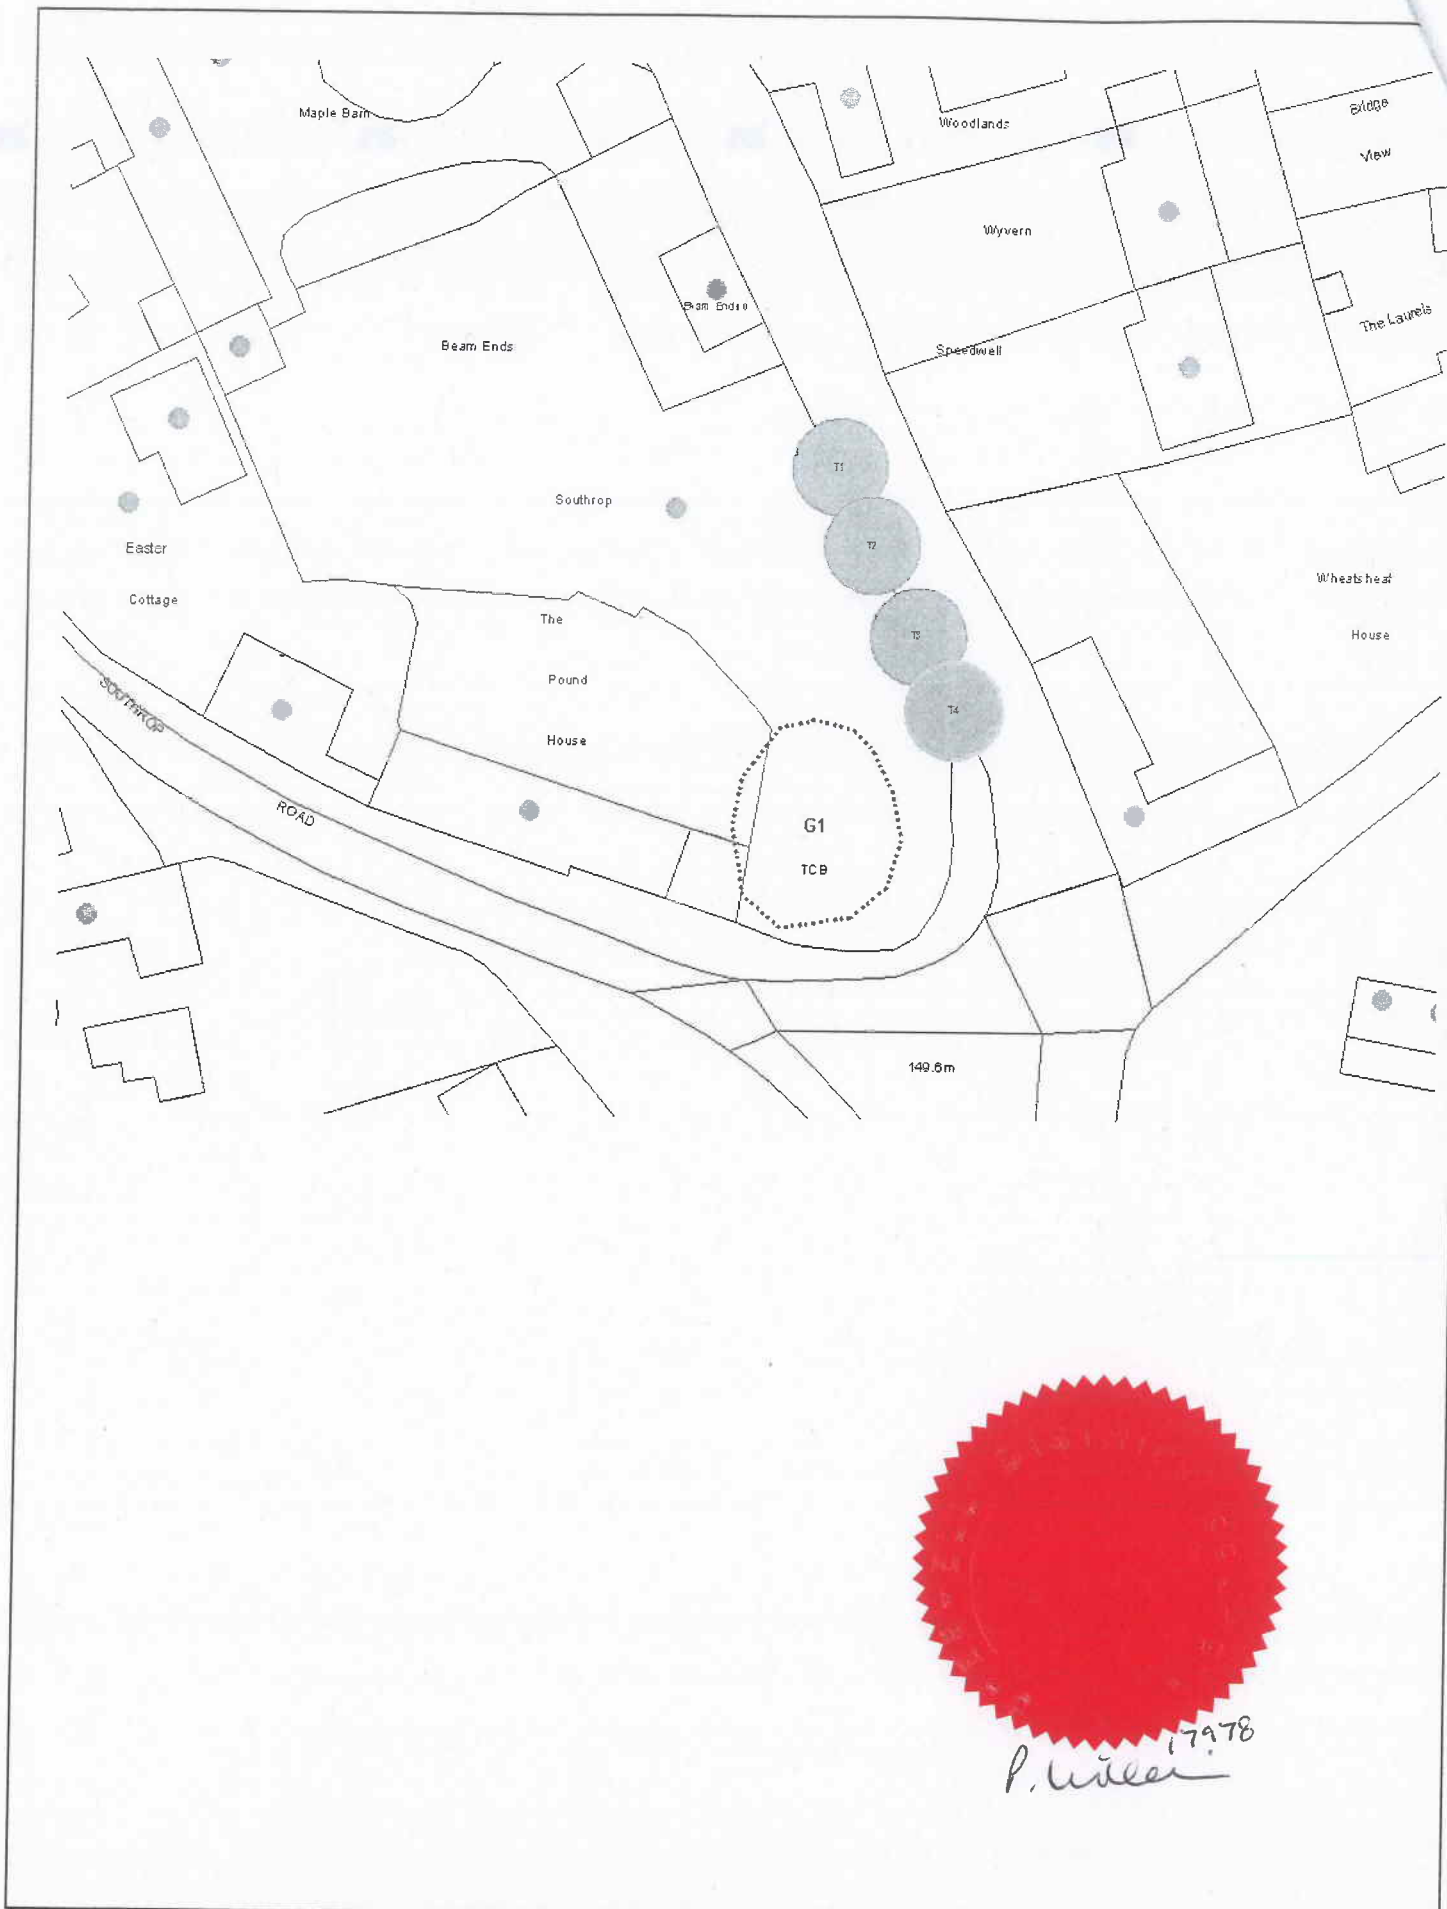 Maple Barn
Woodlands
Bridge
View
Wyvern
Beam Ends
The Laurels
Beam Ends
Speedwell
T1
Southrop
T2
Easter
Cottage
Wheatsheaf
House
The
Pound
House
T3
T4
SOUTHROP
ROAD
G1
TCB
149.6m
17978